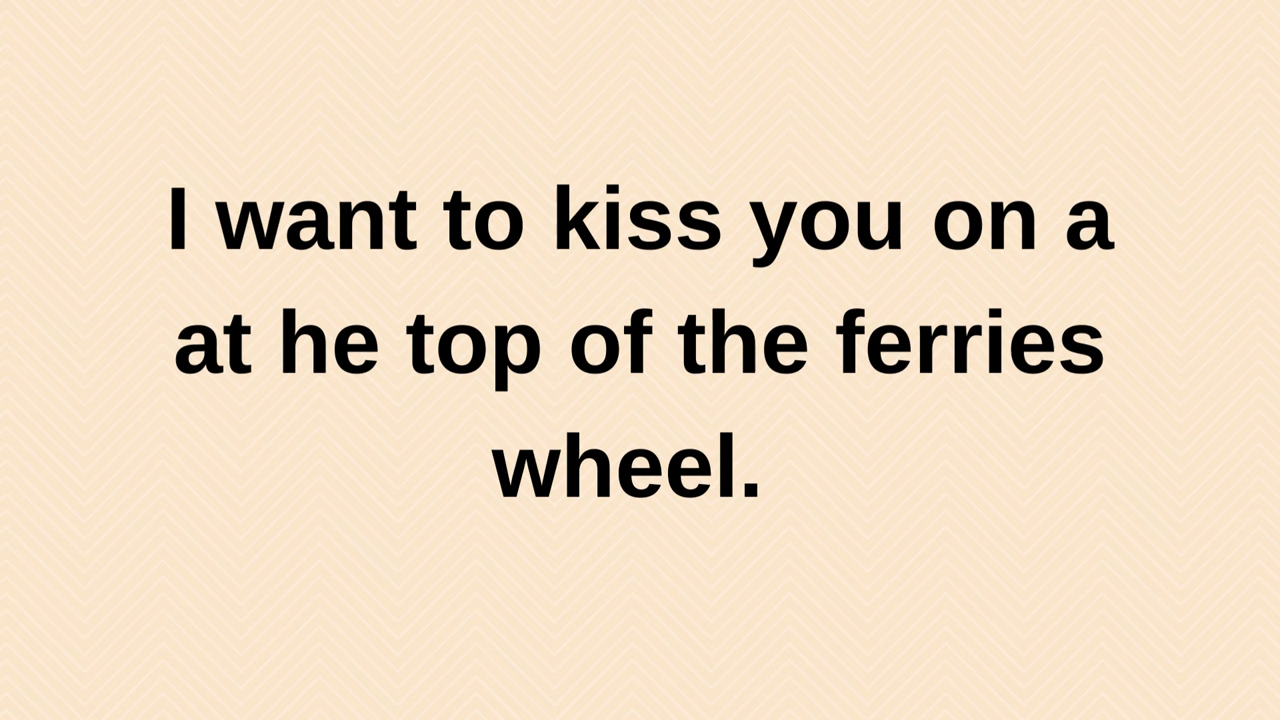 I want to kiss you on a
at he top of the ferries
wheel.